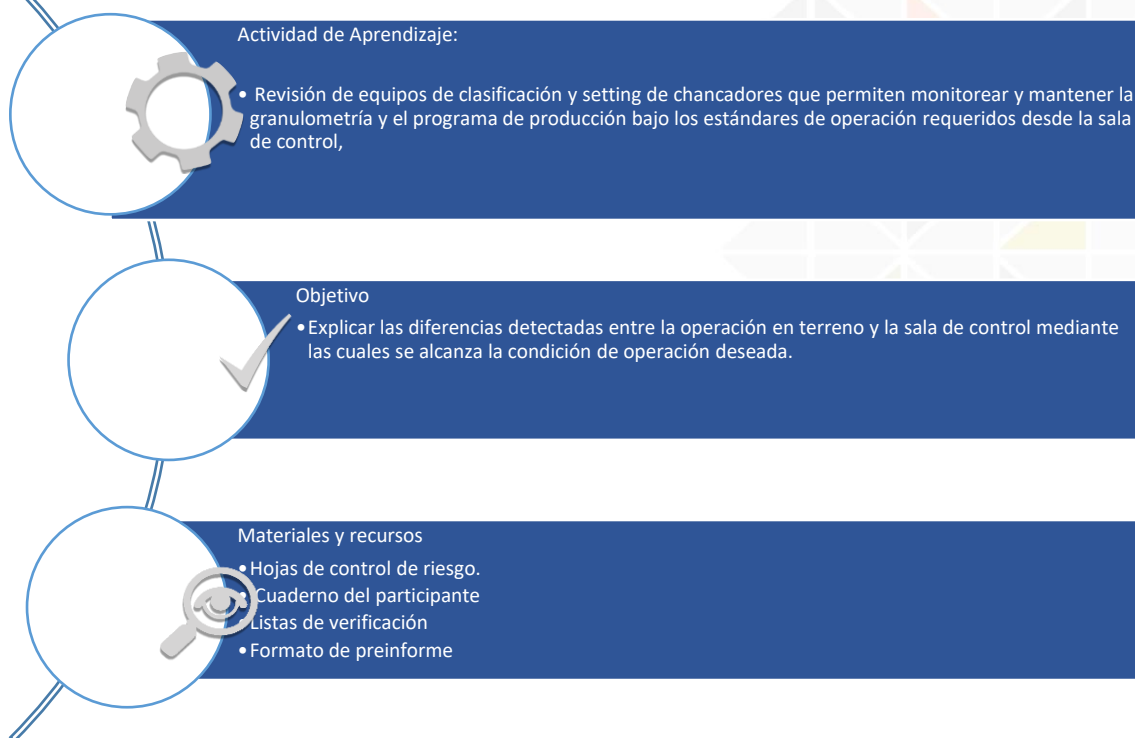 Actividad de Aprendizaje:
• Revisión de equipos de clasificación y setting de chancadores que permiten monitorear y mantener la
granulometría y el programa de producción bajo los estándares de operación requeridos desde la sala
de control,
Objetivo
•Explicar las diferencias detectadas entre la operación en terreno y la sala de control mediante
las cuales se alcanza la condición de operación deseada.
Materiales y recursos
•Hojas de control de riesgo.
• Cuaderno del participante
•Listas de verificación
•Formato de preinforme